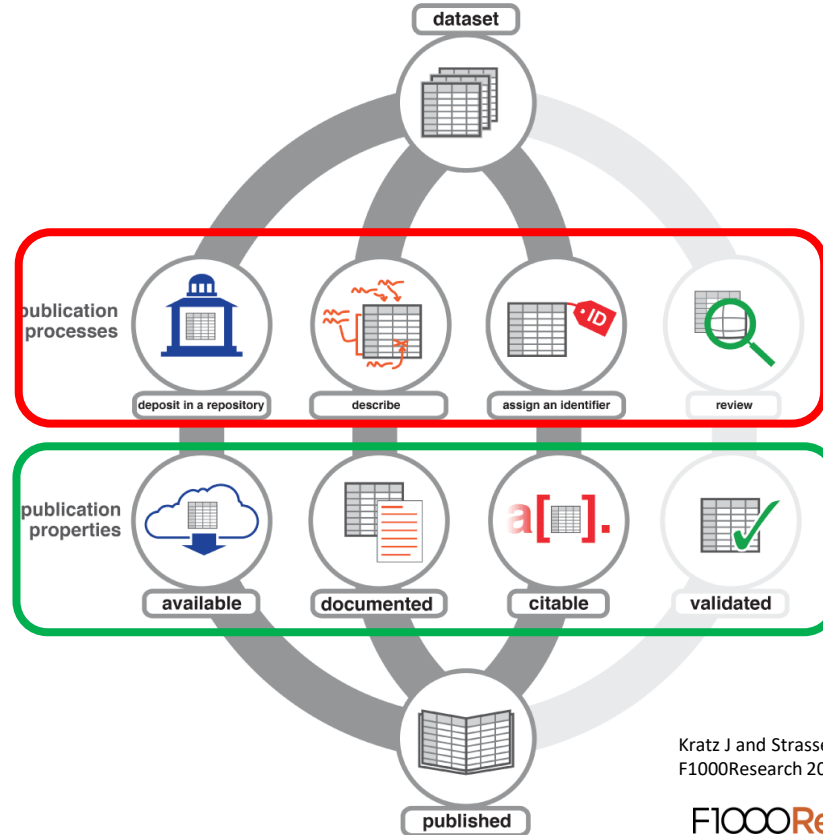 dataset
publication
processes
.ID
deposit in a repository
describe
assign an identifier
review
publication
properties
a[ ].
available
documented
citable
validated
published
Kratz J and Strasse
F1000Research 20
F1000Re